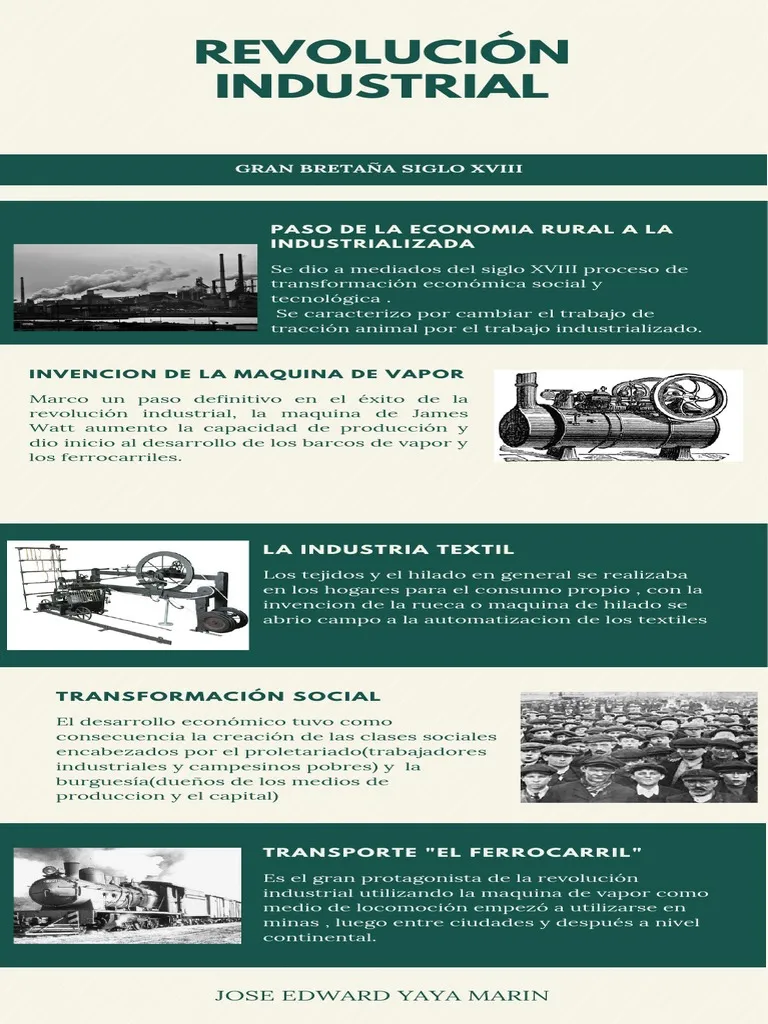 REVOLUCIÓN
INDUSTRIAL
GRAN BRETAÑA SIGLO XVIII
PASO DE LA ECONOMIA RURAL A LA
INDUSTRIALIZADA
Se dio a mediados del siglo XVIII proceso de
transformación económica social y
tecnológica .
Se caracterizo por cambiar el trabajo de
tracción animal por el trabajo industrializado.
INVENCION DE LA MAQUINA DE VAPOR
Marco un paso definitivo en el éxito de la
revolución industrial, la maquina de James
Watt aumento la capacidad de producción y
dio inicio al desarrollo de los barcos de vapor y
los ferrocarriles.
LA INDUSTRIA TEXTIL
Los tejidos y el hilado en general se realizaba
en los hogares para el consumo propio , con la
invencion de la rueca o maquina de hilado se
abrio campo a la automatizacion de los textiles
TRANSFORMACIÓN SOCIAL
El desarrollo económico tuvo como
consecuencia la creación de las clases sociales
encabezados por el proletariado(trabajadores
industriales y campesinos pobres) y la
burguesía(dueños de los medios de
produccion y el capital)
TRANSPORTE "EL FERROCARRIL"
Es el gran protagonista de la revolución
industrial utilizando la maquina de vapor como
medio de locomoción empezó a utilizarse en
minas , luego entre ciudades y después a nivel
continental.
JOSE EDWARD YAYA MARIN